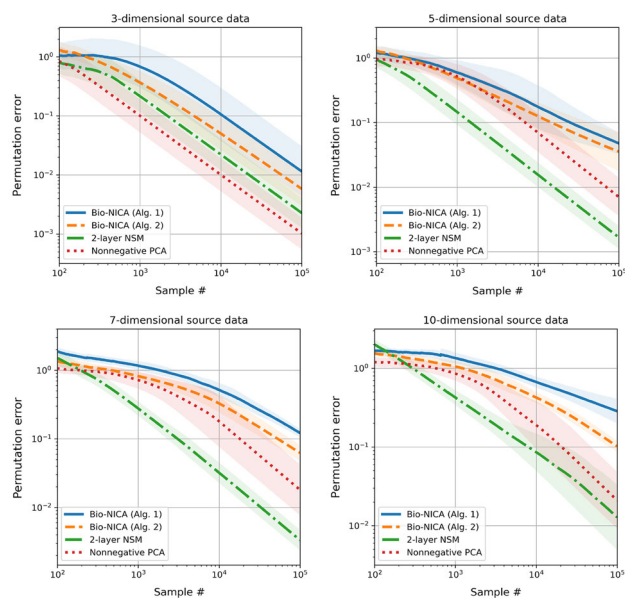 3-dimensional source data
Permutation error
10⁰
10⁻¹
10⁻²
10⁻³
Bio-NICA (Alg. 1)
Bio-NICA (Alg. 2)
2-layer NSM
Nonnegative PCA
10² 10³ 10⁴ 10⁵
Sample #
5-dimensional source data
Permutation error
10⁰
10⁻¹
10⁻²
10⁻³
Bio-NICA (Alg. 1)
Bio-NICA (Alg. 2)
2-layer NSM
Nonnegative PCA
10² 10³ 10⁴ 10⁵
Sample #
7-dimensional source data
Permutation error
10⁰
10⁻¹
10⁻²
Bio-NICA (Alg. 1)
Bio-NICA (Alg. 2)
2-layer NSM
Nonnegative PCA
10² 10³ 10⁴ 10⁵
Sample #
10-dimensional source data
Permutation error
10⁰
10⁻¹
10⁻²
Bio-NICA (Alg. 1)
Bio-NICA (Alg. 2)
2-layer NSM
Nonnegative PCA
10² 10³ 10⁴ 10⁵
Sample #